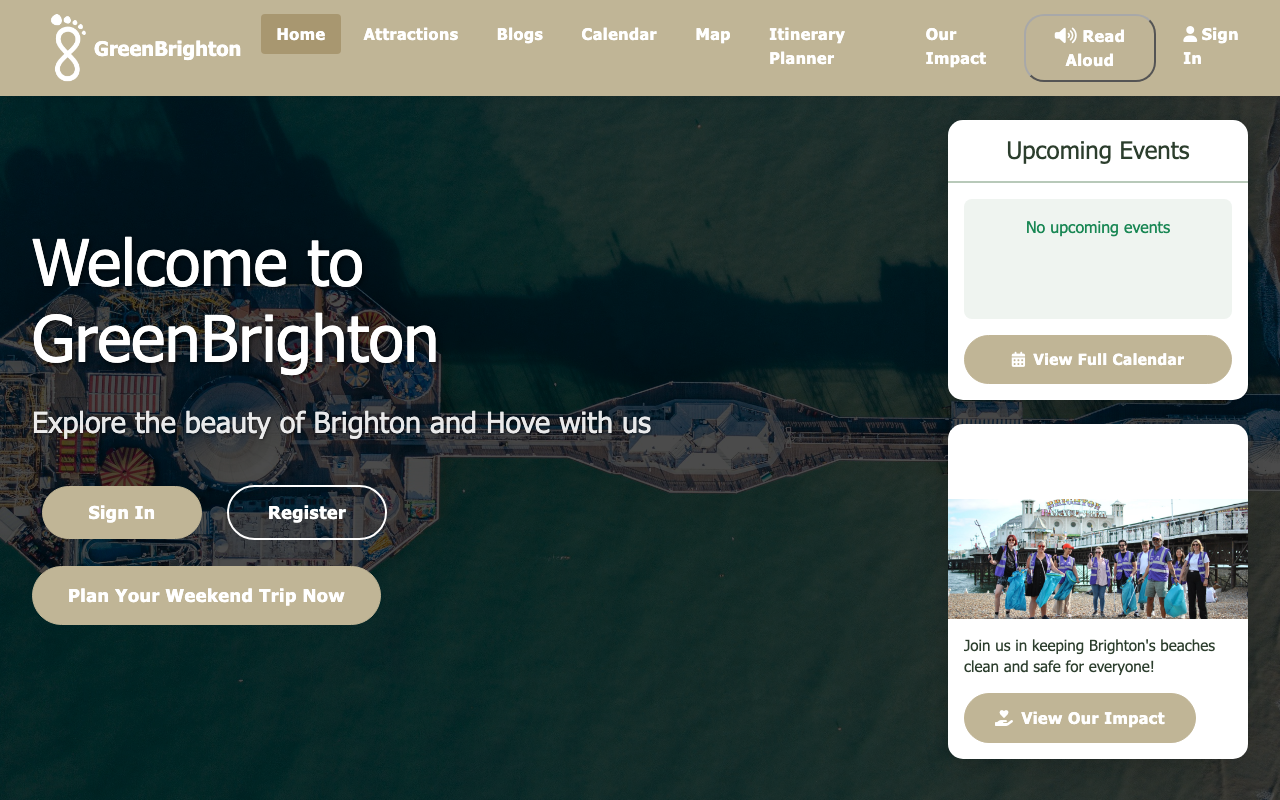 GreenBrighton
Home
Attractions
Blogs
Calendar
Map
Itinerary
Planner
Our
Impact
Read
Aloud
Sign
In
Welcome to
GreenBrighton
Explore the beauty of Brighton and Hove with us
Sign In
Register
Plan Your Weekend Trip Now
Upcoming Events
No upcoming events
View Full Calendar
BRIGHTON
Join us in keeping Brighton's beaches
clean and safe for everyone!
View Our Impact